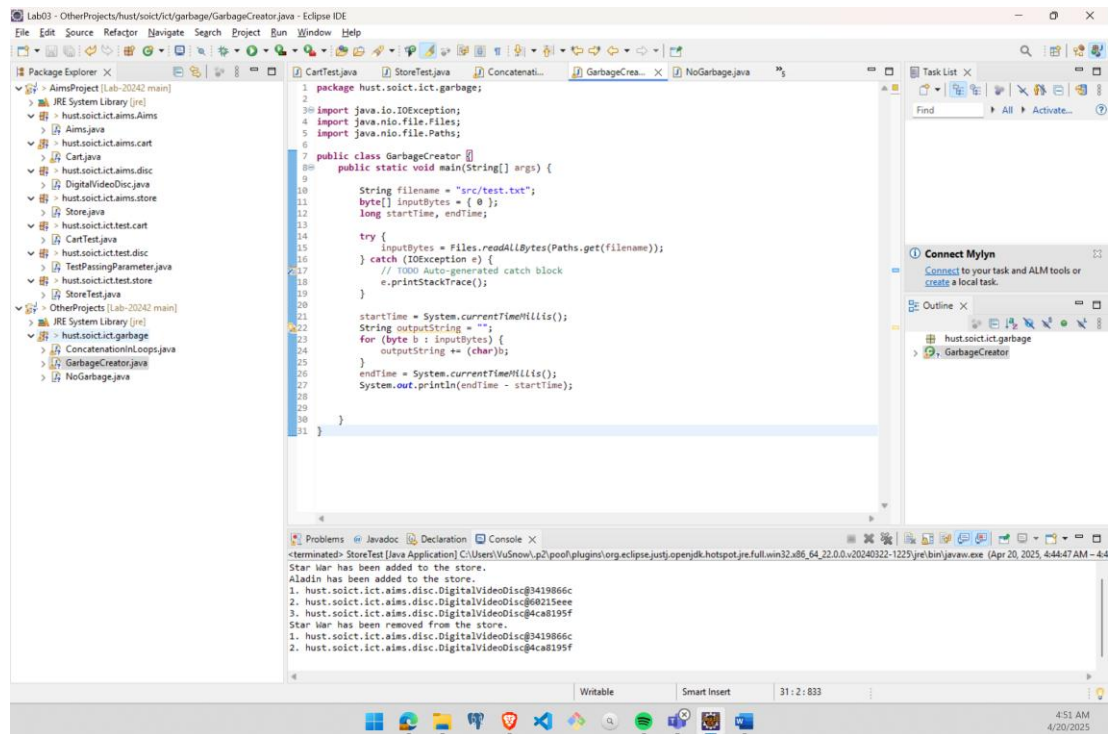 Lab03 - OtherProjects/hust/soict/ict/garbage/GarbageCreator.java - Eclipse IDE
File Edit Source Refactor Navigate Search Project Run Window Help
Package Explorer
AimsProject [Lab-20242 main]
JRE System Library [jre]
> hust.soict.ict.aims.Aims
Aims.java
> hust.soict.ict.aims.cart
Cart.java
> hust.soict.ict.aims.disc
DigitalVideoDisc.java
> hust.soict.ict.aims.store
Store.java
> hust.soict.ict.test.cart
CartTest.java
> hust.soict.ict.test.disc
TestPassingParameter.java
> hust.soict.ict.test.store
StoreTest.java
> OtherProjects [Lab-20242 main]
JRE System Library [jre]
> hust.soict.ict.garbage
ConcatenationInLoops.java
GarbageCreator.java
NoGarbage.java
CartTest.java StoreTest.java Concatenati... GarbageCrea... NoGarbage.java »5
1 package hust.soict.ict.garbage;
2
3 import java.io.IOException;
4 import java.nio.file.Files;
5 import java.nio.file.Paths;
6
7 public class GarbageCreator {
8 public static void main(String[] args) {
9
10 String filename = "src/test.txt";
11 byte[] inputBytes = { 0 };
12 long startTime, endTime;
13
14 try {
15 inputBytes = Files.readAllBytes(Paths.get(filename));
16 } catch (IOException e) {
17 // TODO Auto-generated catch block
18 e.printStackTrace();
19 }
20
21 startTime = System.currentTimeMillis();
22 String outputString = "";
23 for (byte b : inputBytes) {
24 outputString += (char)b;
25 }
26 endTime = System.currentTimeMillis();
27 System.out.println(endTime - startTime);
28
29
30 }
31 }
Task List
Find All Activate...
Connect Mylyn
Connect to your task and ALM tools or
create a local task.
Outline
hust.soict.ict.garbage
GarbageCreator
Problems Javadoc Declaration Console
<terminated> StoreTest [Java Application] C:\Users\VuSnow\.p2\pool\plugins\org.eclipse.justj.openjdk.hotspot.jre.full.win32.x86_64_22.0.0.v20240322-1225\jre\bin\javaw.exe (Apr 20, 2025, 4:44:47 AM – 4:4
Star War has been added to the store.
Aladin has been added to the store.
1. hust.soict.ict.aims.disc.DigitalVideoDisc@3419866c
2. hust.soict.ict.aims.disc.DigitalVideoDisc@60215eee
3. hust.soict.ict.aims.disc.DigitalVideoDisc@4ca8195f
Star War has been removed from the store.
1. hust.soict.ict.aims.disc.DigitalVideoDisc@3419866c
2. hust.soict.ict.aims.disc.DigitalVideoDisc@4ca8195f
Writable Smart Insert 31 : 2 : 833
4:51 AM
4/20/2025